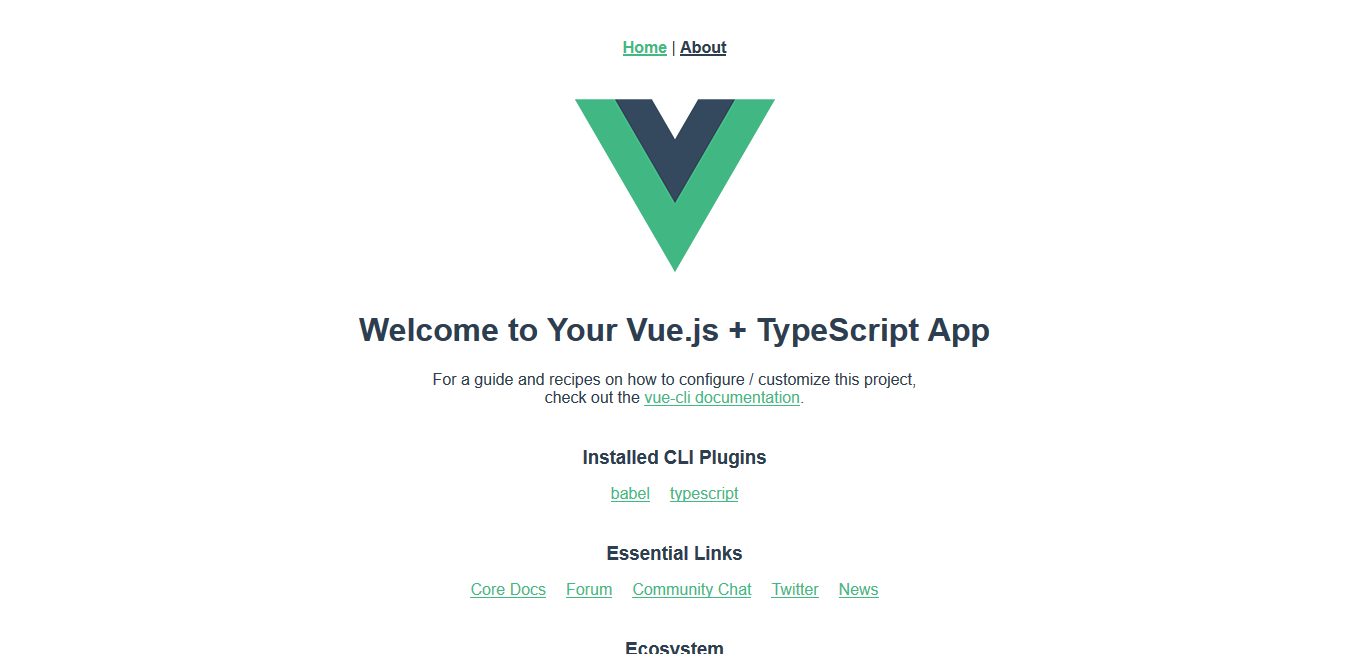 Home | About
Welcome to Your Vue.js + TypeScript App
For a guide and recipes on how to configure / customize this project,
check out the vue-cli documentation.
Installed CLI Plugins
babel typescript
Essential Links
Core Docs Forum Community Chat Twitter News
Ecosystem